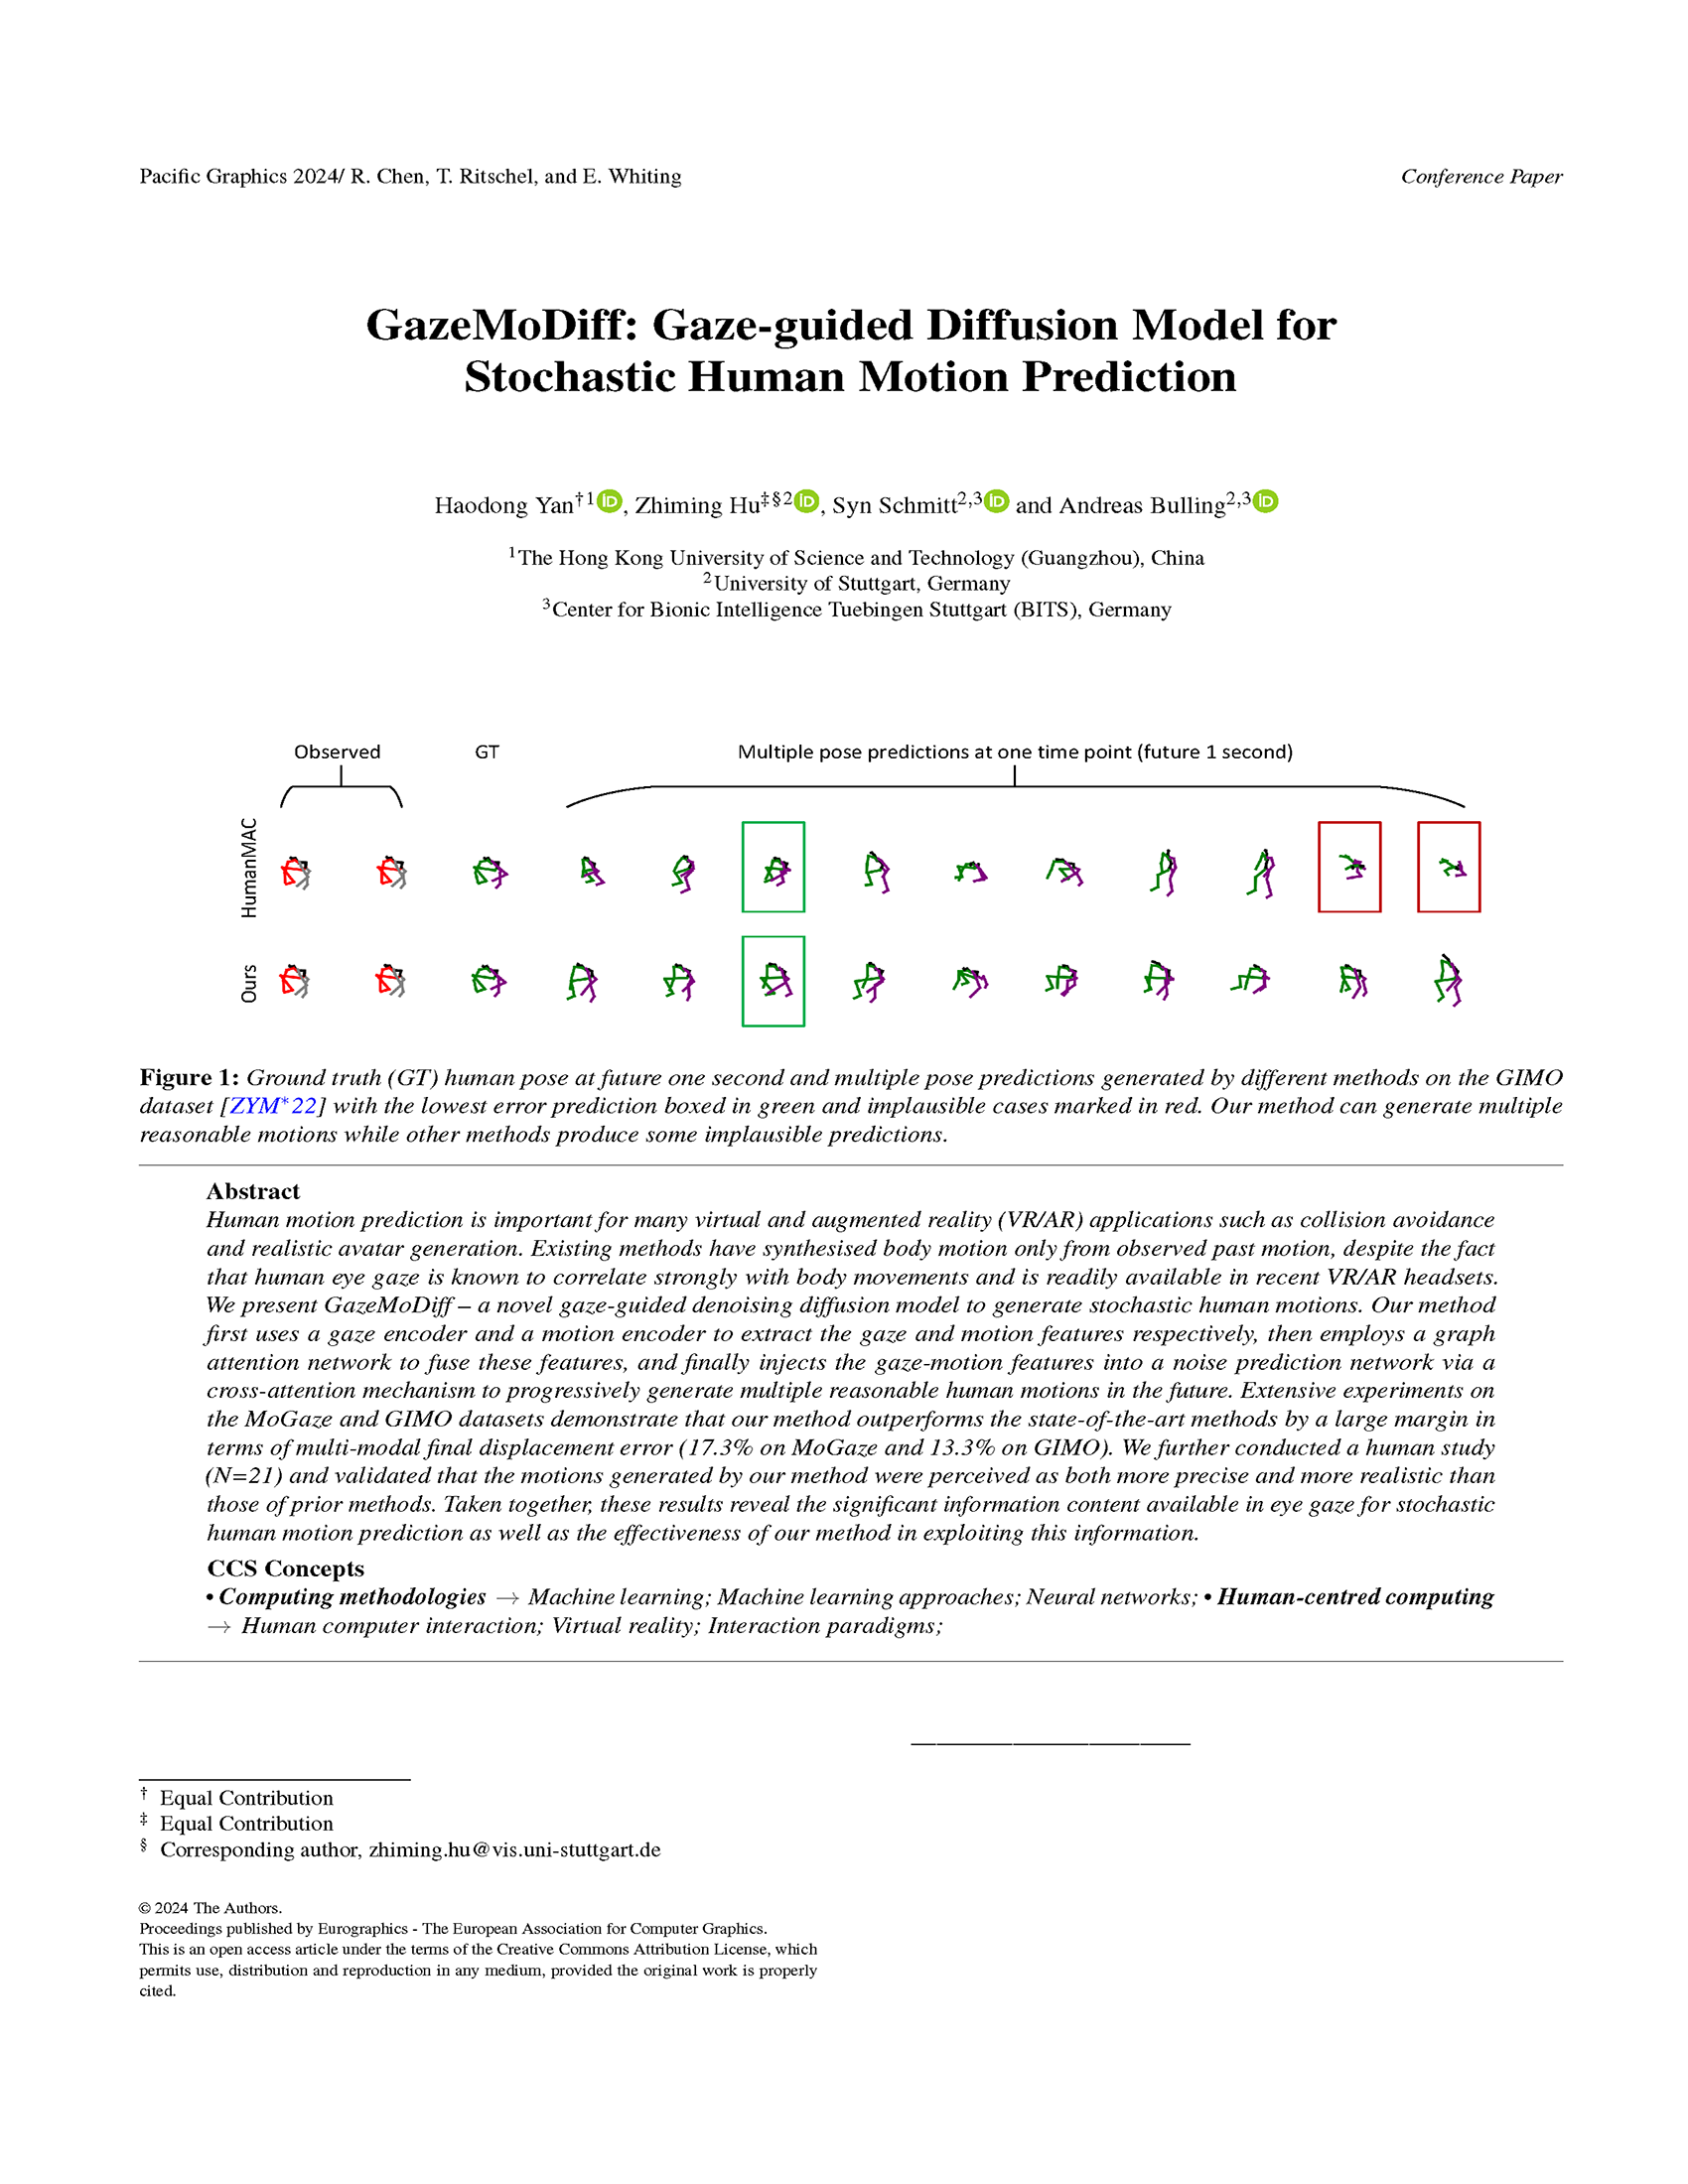 Pacific Graphics 2024/ R. Chen, T. Ritschel, and E. Whiting
Conference Paper
GazeMoDiff: Gaze-guided Diffusion Model for
Stochastic Human Motion Prediction
Haodong Yan†1 iD, Zhiming Hu‡§2 iD, Syn Schmitt2,3 iD and Andreas Bulling2,3 iD
1The Hong Kong University of Science and Technology (Guangzhou), China
2University of Stuttgart, Germany
3Center for Bionic Intelligence Tuebingen Stuttgart (BITS), Germany
Observed GT Multiple pose predictions at one time point (future 1 second)
HumanMAC
Ours
Figure 1: Ground truth (GT) human pose at future one second and multiple pose predictions generated by different methods on the GIMO
dataset [ZYM*22] with the lowest error prediction boxed in green and implausible cases marked in red. Our method can generate multiple
reasonable motions while other methods produce some implausible predictions.
Abstract
Human motion prediction is important for many virtual and augmented reality (VR/AR) applications such as collision avoidance
and realistic avatar generation. Existing methods have synthesised body motion only from observed past motion, despite the fact
that human eye gaze is known to correlate strongly with body movements and is readily available in recent VR/AR headsets.
We present GazeMoDiff – a novel gaze-guided denoising diffusion model to generate stochastic human motions. Our method
first uses a gaze encoder and a motion encoder to extract the gaze and motion features respectively, then employs a graph
attention network to fuse these features, and finally injects the gaze-motion features into a noise prediction network via a
cross-attention mechanism to progressively generate multiple reasonable human motions in the future. Extensive experiments on
the MoGaze and GIMO datasets demonstrate that our method outperforms the state-of-the-art methods by a large margin in
terms of multi-modal final displacement error (17.3% on MoGaze and 13.3% on GIMO). We further conducted a human study
(N=21) and validated that the motions generated by our method were perceived as both more precise and more realistic than
those of prior methods. Taken together, these results reveal the significant information content available in eye gaze for stochastic
human motion prediction as well as the effectiveness of our method in exploiting this information.
CCS Concepts
• Computing methodologies → Machine learning; Machine learning approaches; Neural networks; • Human-centred computing
→ Human computer interaction; Virtual reality; Interaction paradigms;
† Equal Contribution
‡ Equal Contribution
§ Corresponding author, zhiming.hu@vis.uni-stuttgart.de
© 2024 The Authors.
Proceedings published by Eurographics - The European Association for Computer Graphics.
This is an open access article under the terms of the Creative Commons Attribution License, which
permits use, distribution and reproduction in any medium, provided the original work is properly
cited.